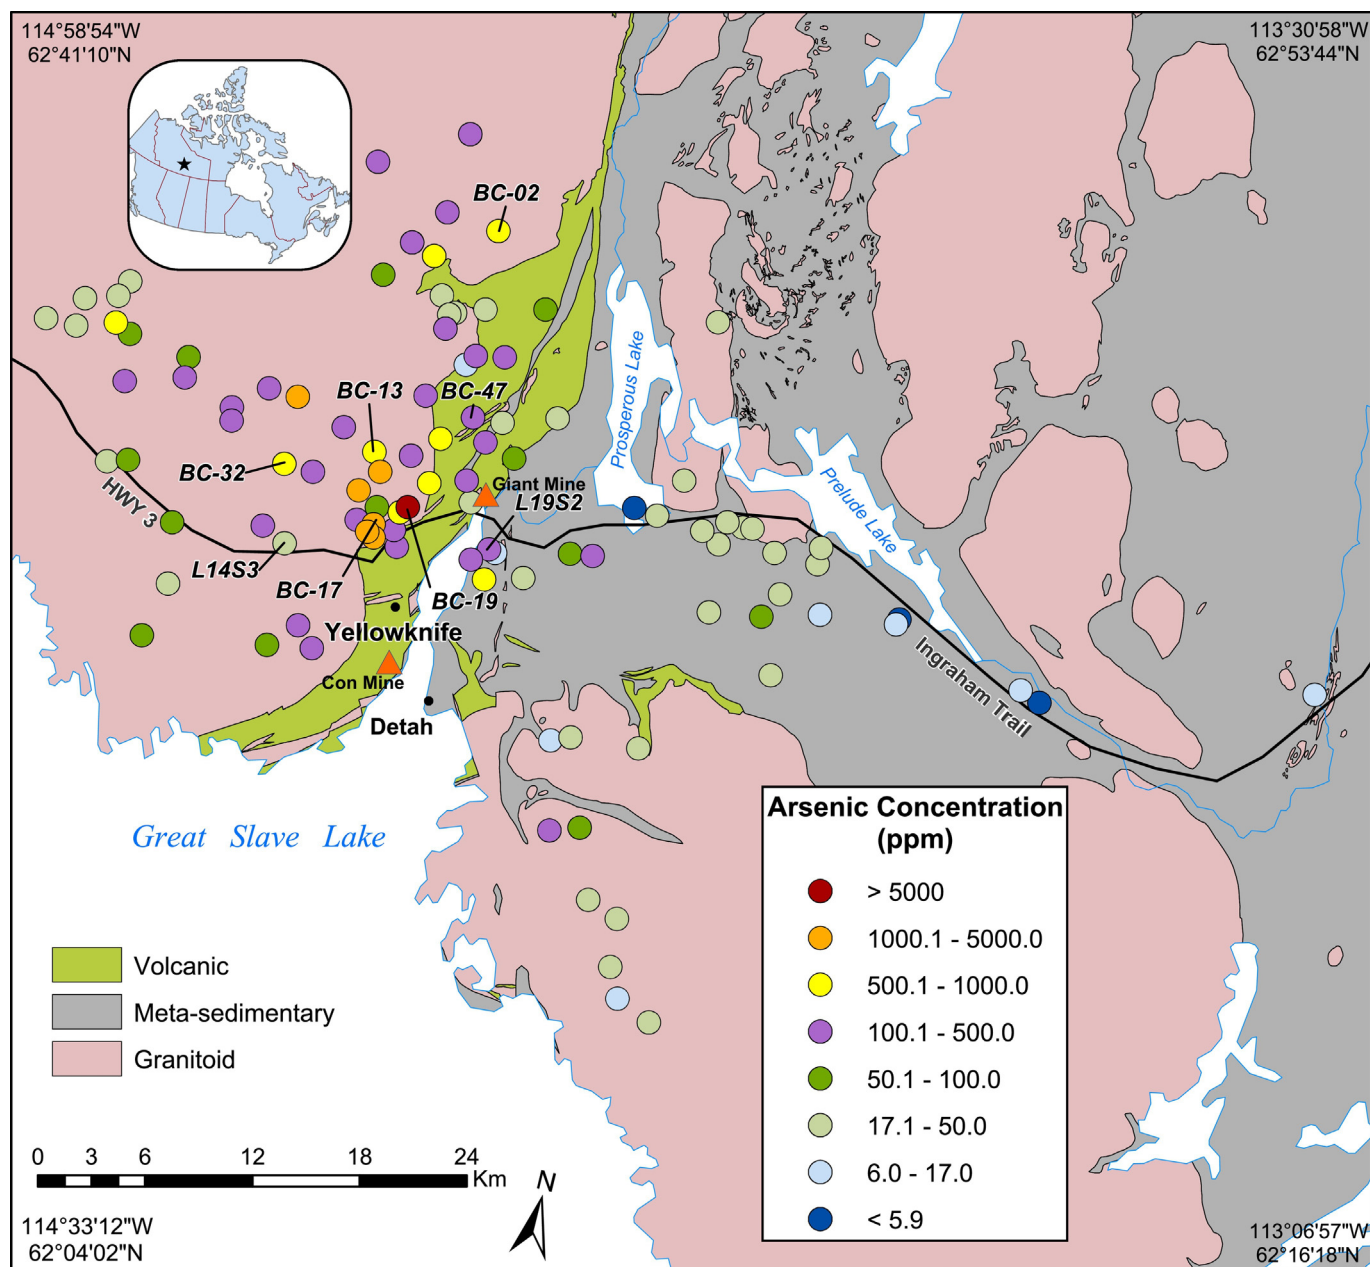 114°58'54"W
62°41'10"N
113°30'58"W
62°53'44"N
BC-02
Prosperous Lake
BC-13
BC-47
BC-32
Giant Mine
L19S2
Prelude Lake
HWY 3
L14S3
BC-17
BC-19
Yellowknife
Con Mine
Ingraham Trail
Detah
Great Slave Lake
Arsenic Concentration
(ppm)
> 5000
1000.1 - 5000.0
500.1 - 1000.0
100.1 - 500.0
50.1 - 100.0
17.1 - 50.0
6.0 - 17.0
< 5.9
Volcanic
Meta-sedimentary
Granitoid
0 3 6 12 18 24
Km
N
114°33'12"W
62°04'02"N
113°06'57"W
62°16'18"N